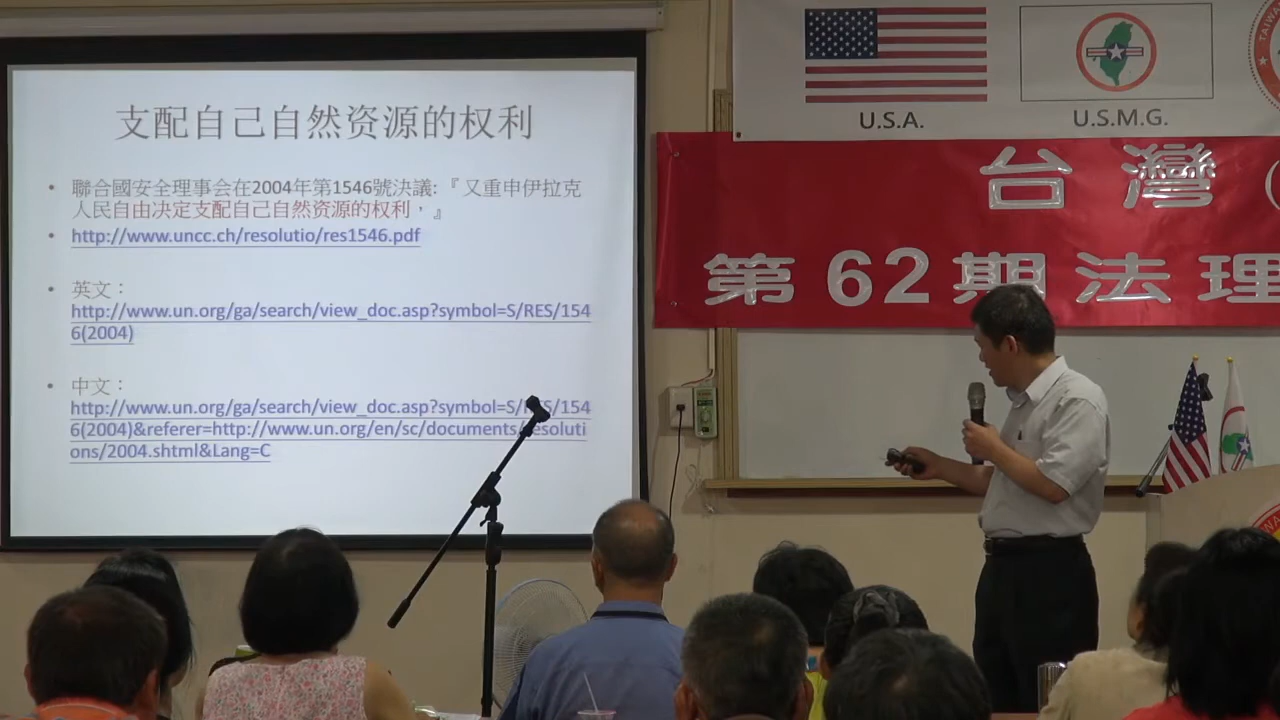 支配自己自然资源的权利
• 聯合國安全理事会在2004年第1546號決議:『又重申伊拉克
人民自由决定支配自己自然资源的权利,』
• http://www.uncc.ch/resolutio/res1546.pdf
• 英文：
http://www.un.org/ga/search/view_doc.asp?symbol=S/RES/154
6(2004)
• 中文：
http://www.un.org/ga/search/view_doc.asp?symbol=S/RES/154
6(2004)&referer=http://www.un.org/en/sc/documents/resoluti
ons/2004.shtml&Lang=C
U.S.A.
U.S.M.G.
TAIWA
台灣
第62期法理